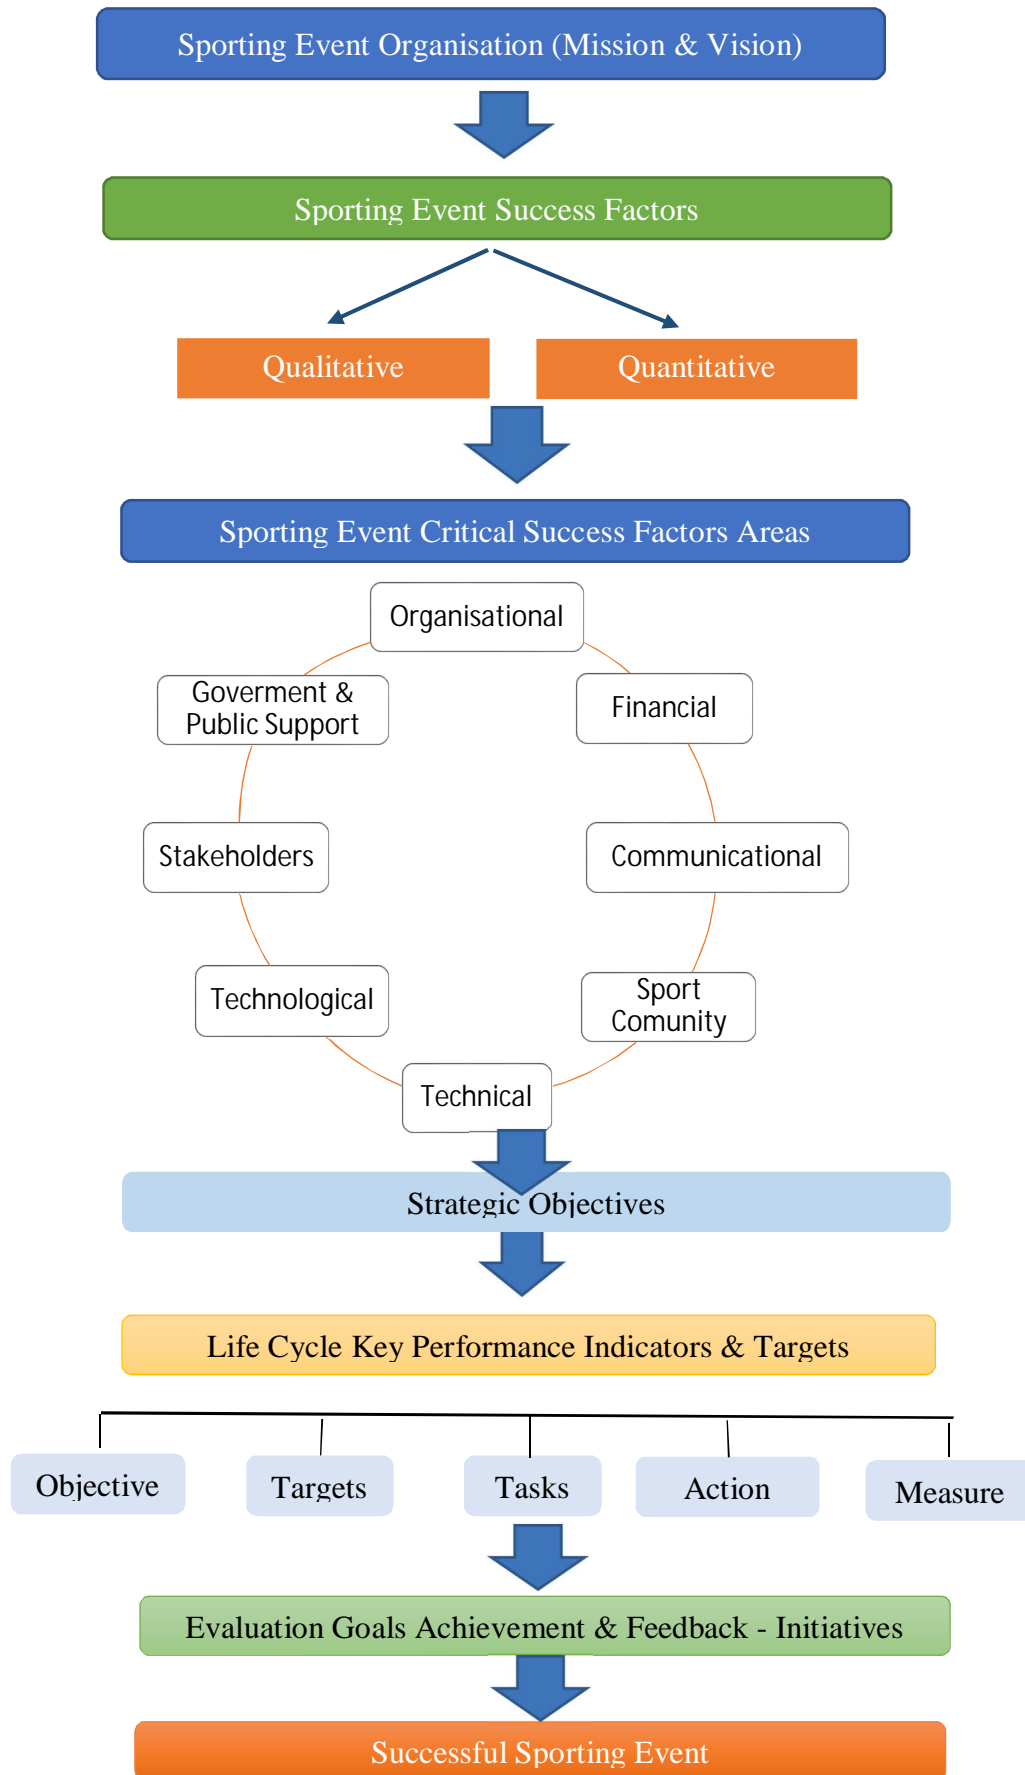 Sporting Event Organisation (Mission & Vision)
Sporting Event Success Factors
Qualitative
Quantitative
Sporting Event Critical Success Factors Areas
Organisational
Goverment &
Public Support
Financial
Stakeholders
Communicational
Technological
Sport
Comunity
Technical
Strategic Objectives
Life Cycle Key Performance Indicators & Targets
Objective
Targets
Tasks
Action
Measure
Evaluation Goals Achievement & Feedback - Initiatives
Successful Sporting Event